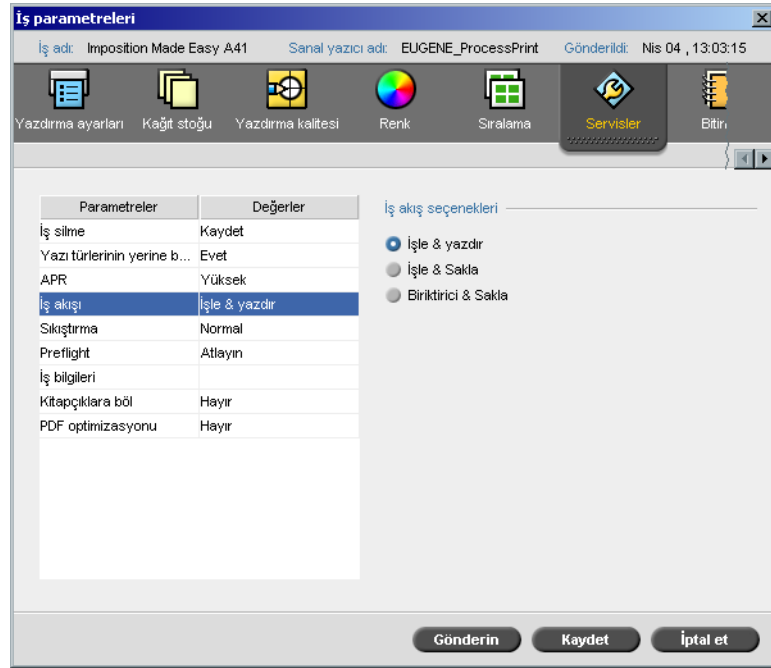 İş parametreleri
İş adı: Imposition Made Easy A41 Sanal yazıcı adı: EUGENE_ProcessPrint Gönderildi: Nis 04 , 13:03:15
Yazdırma ayarları Kağıt stoğu Yazdırma kalitesi Renk Sıralama Servisler Bitiri
Parametreler Değerler
İş akış seçenekleri
İş silme Kaydet
Yazı türlerinin yerine b... Evet
İşle & yazdır
APR Yüksek
İşle & Sakla
İş akışı İşle & yazdır
Biriktirici & Sakla
Sıkıştırma Normal
Preflight Atlayın
İş bilgileri
Kitapçıklara böl Hayır
PDF optimizasyonu Hayır
Gönderin Kaydet İptal et